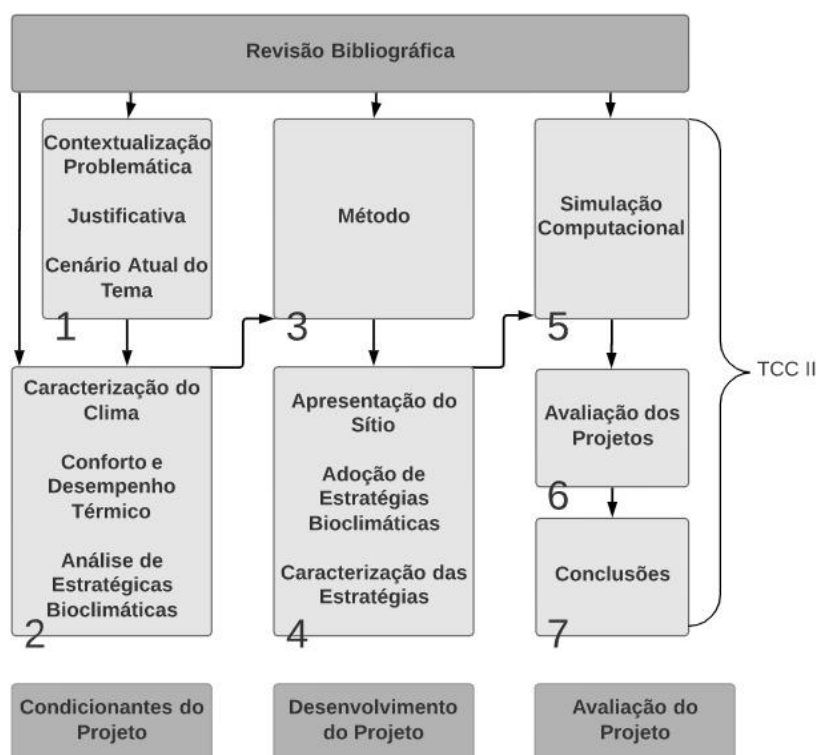 Revisão Bibliográfica
Contextualização
Problemática
Justificativa
Cenário Atual do
Tema
1
Caracterização do
Clima
Conforto e
Desempenho
Térmico
Análise de
Estratégicas
Bioclimáticas
2
Método
3
Apresentação do
Sítio
Adoção de
Estratégias
Bioclimáticas
Caracterização das
Estratégias
4
Simulação
Computacional
5
Avaliação dos
Projetos
6
Conclusões
7
TCC II
Condicionantes do
Projeto
Desenvolvimento
do Projeto
Avaliação do
Projeto